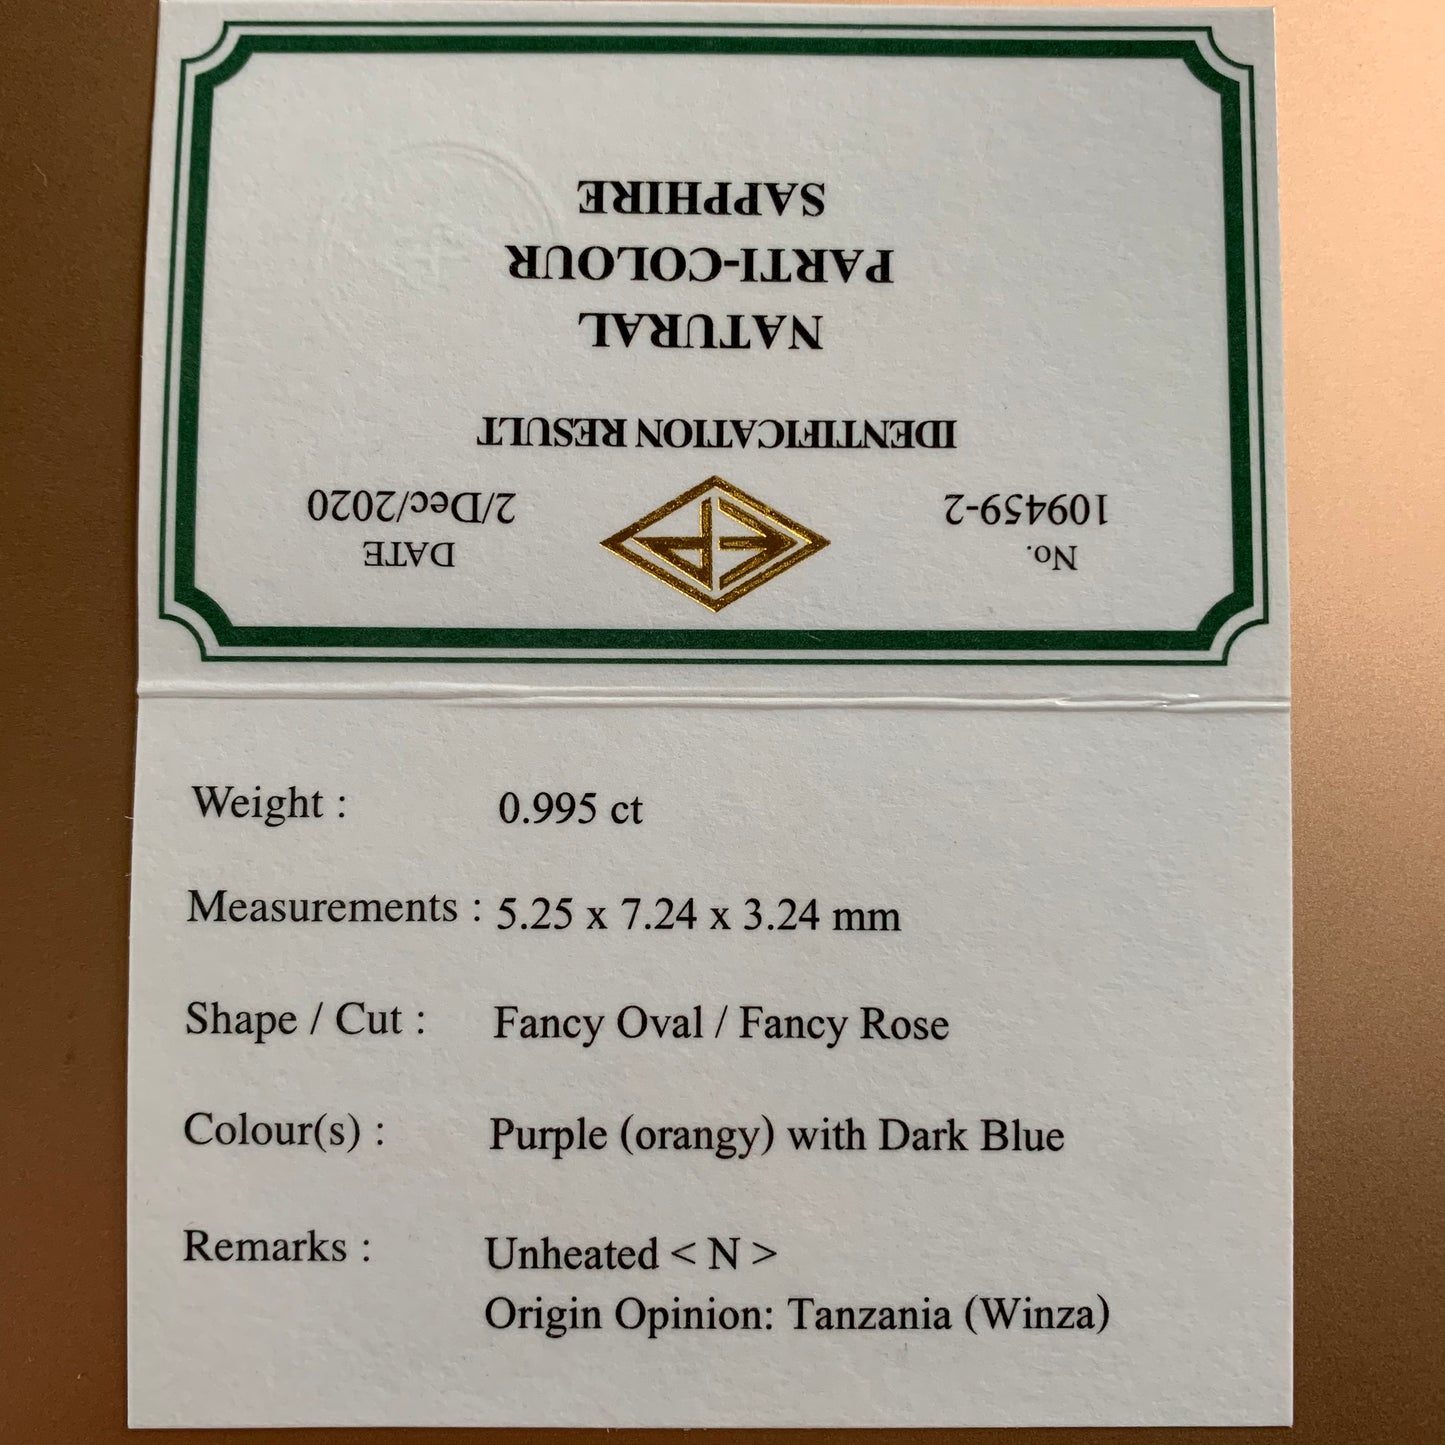 No.
109459-2
DATE
2/Dec/2020
IDENTIFICATION RESULT
NATURAL
PARTI-COLOUR
SAPPHIRE
Weight : 0.995 ct
Measurements : 5.25 x 7.24 x 3.24 mm
Shape / Cut : Fancy Oval / Fancy Rose
Colour(s) : Purple (orangy) with Dark Blue
Remarks : Unheated < N >
Origin Opinion: Tanzania (Winza)